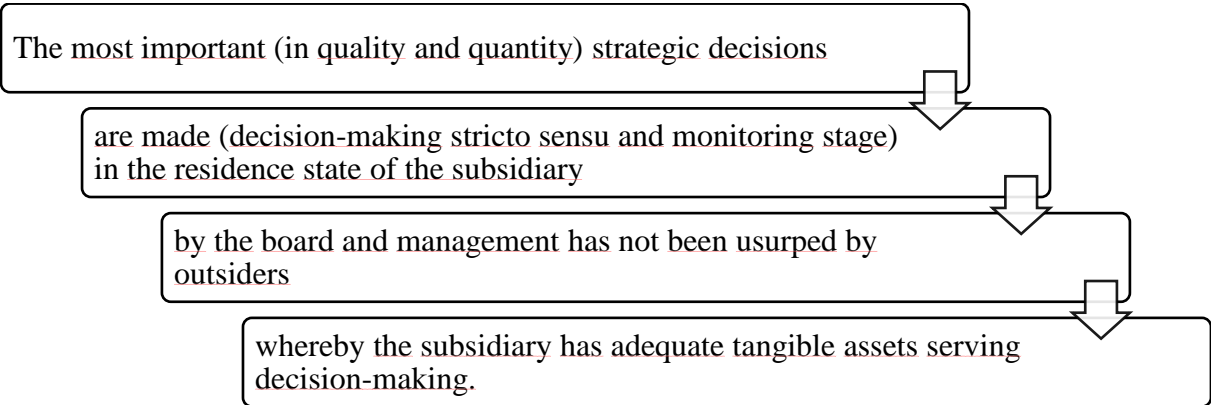 The most important (in quality and quantity) strategic decisions
are made (decision-making stricto sensu and monitoring stage)
in the residence state of the subsidiary
by the board and management has not been usurped by
outsiders
whereby the subsidiary has adequate tangible assets serving
decision-making.